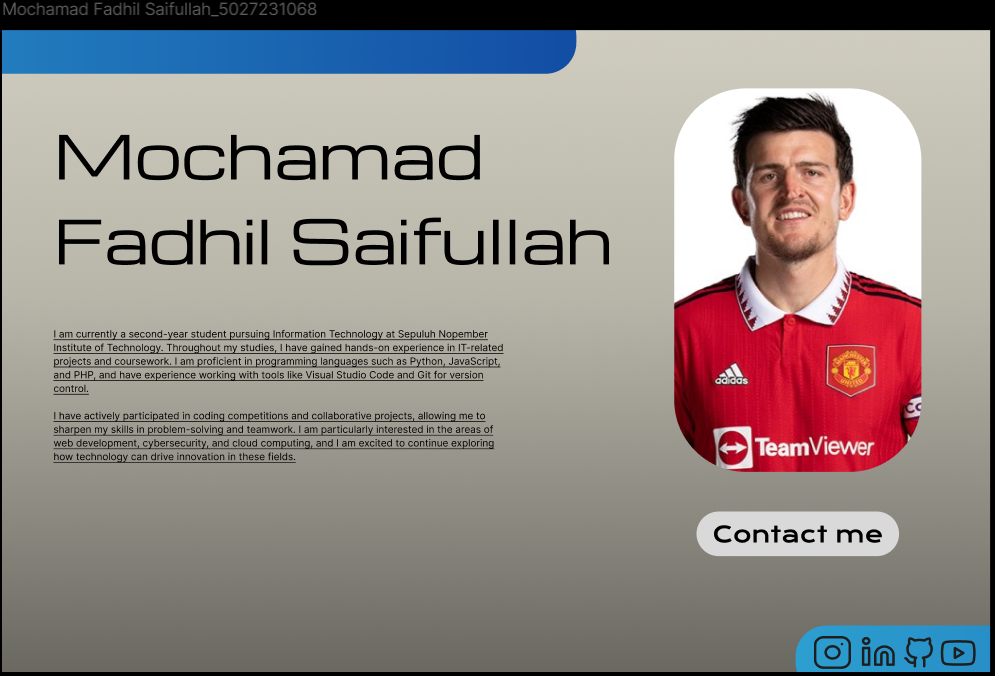 Mochamad Fadhil Saifullah_5027231068
Mochamad
Fadhil Saifullah
I am currently a second-year student pursuing Information Technology at Sepuluh Nopember
Institute of Technology. Throughout my studies, I have gained hands-on experience in IT-related
projects and coursework. I am proficient in programming languages such as Python, JavaScript,
and PHP, and have experience working with tools like Visual Studio Code and Git for version
control.
I have actively participated in coding competitions and collaborative projects, allowing me to
sharpen my skills in problem-solving and teamwork. I am particularly interested in the areas of
web development, cybersecurity, and cloud computing, and I am excited to continue exploring
how technology can drive innovation in these fields.
adidas
MANCHESTER
UNITED
TeamViewer
Contact me
in